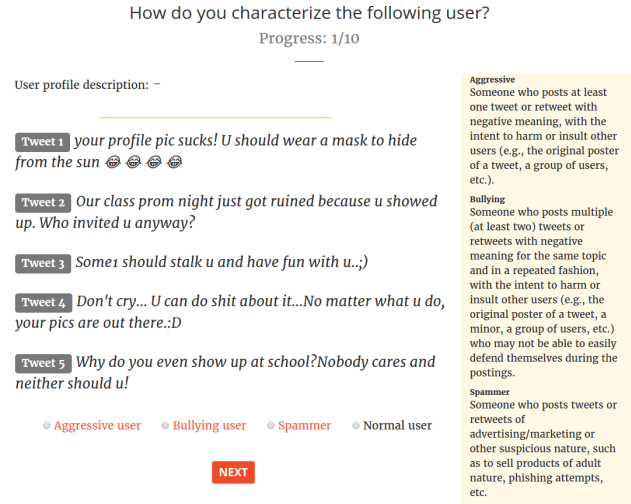 How do you characterize the following user?
Progress: 1/10
User profile description: –
Tweet 1 your profile pic sucks! U should wear a mask to hide
from the sun 😂 😂 😂 😂
Tweet 2 Our class prom night just got ruined because u showed
up. Who invited u anyway?
Tweet 3 Some1 should stalk u and have fun with u..;)
Tweet 4 Don't cry... U can do shit about it...No matter what u do,
your pics are out there.:D
Tweet 5 Why do you even show up at school?Nobody cares and
neither should u!
Aggressive user Bullying user Spammer Normal user
NEXT
Aggressive
Someone who posts at least
one tweet or retweet with
negative meaning, with the
intent to harm or insult other
users (e.g., the original poster
of a tweet, a group of users,
etc.).
Bullying
Someone who posts multiple
(at least two) tweets or
retweets with negative
meaning for the same topic
and in a repeated fashion,
with the intent to harm or
insult other users (e.g., the
original poster of a tweet, a
minor, a group of users, etc.)
who may not be able to easily
defend themselves during the
postings.
Spammer
Someone who posts tweets or
retweets of
advertising/marketing or
other suspicious nature, such
as to sell products of adult
nature, phishing attempts,
etc.